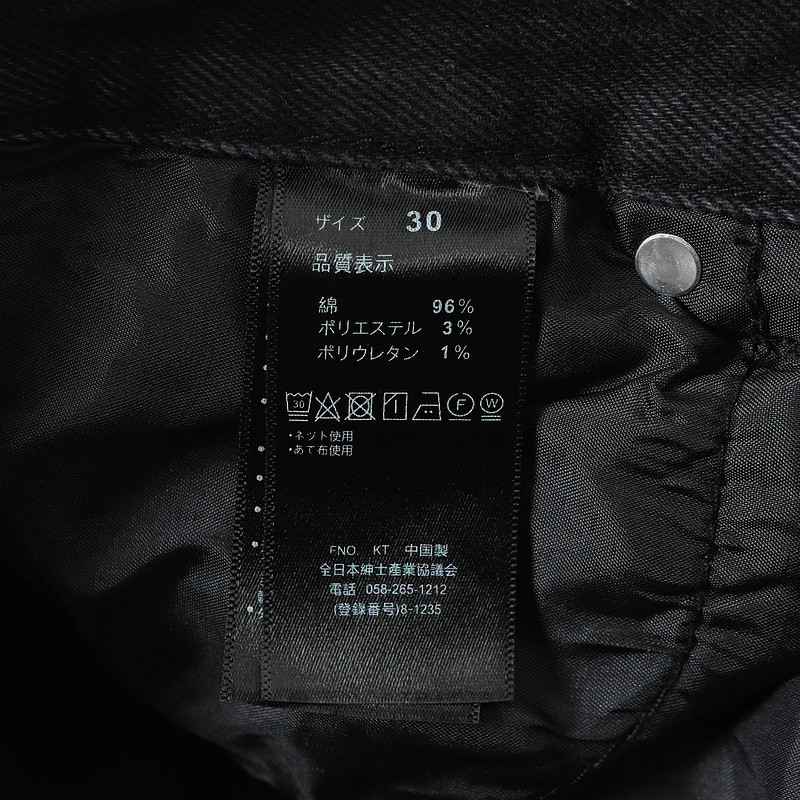 ザイズ 30
品質表示
綿 96%
ポリエステル 3%
ポリウレタン 1%
30 F W
・ネット使用
・あて布使用
FNO KT 中国製
全日本紳士產業協議会
電話 058-265-1212
(登録番号)8-1235